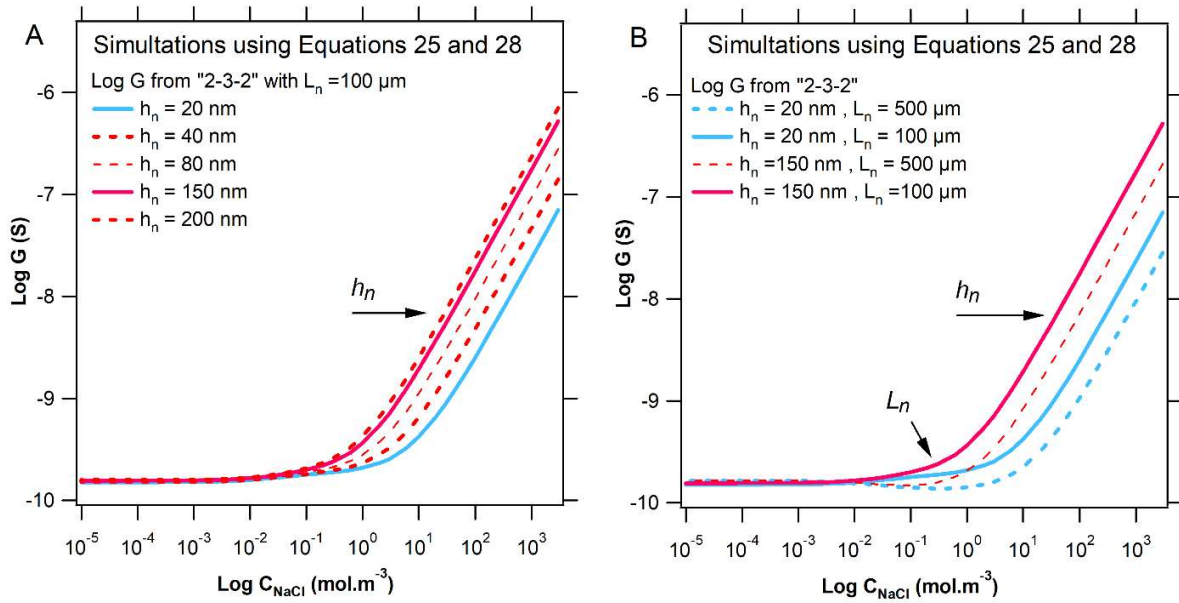 A
Simultations using Equations 25 and 28
Log G from "2-3-2" with Lₙ =100 µm
hₙ = 20 nm
hₙ = 40 nm
hₙ = 80 nm
hₙ = 150 nm
hₙ = 200 nm
hₙ
Log G (S)
-6
-7
-8
-9
-10
10⁻⁵ 10⁻⁴ 10⁻³ 10⁻² 10⁻¹ 10⁰ 10¹ 10² 10³
Log C_NaCl (mol.m⁻³)
B
Simultations using Equations 25 and 28
Log G from "2-3-2"
hₙ = 20 nm , Lₙ = 500 µm
hₙ = 20 nm , Lₙ = 100 µm
hₙ =150 nm , Lₙ = 500 µm
hₙ = 150 nm , Lₙ =100 µm
hₙ
Lₙ
Log G (S)
-6
-7
-8
-9
-10
10⁻⁵ 10⁻⁴ 10⁻³ 10⁻² 10⁻¹ 10⁰ 10¹ 10² 10³
Log C_NaCl (mol.m⁻³)